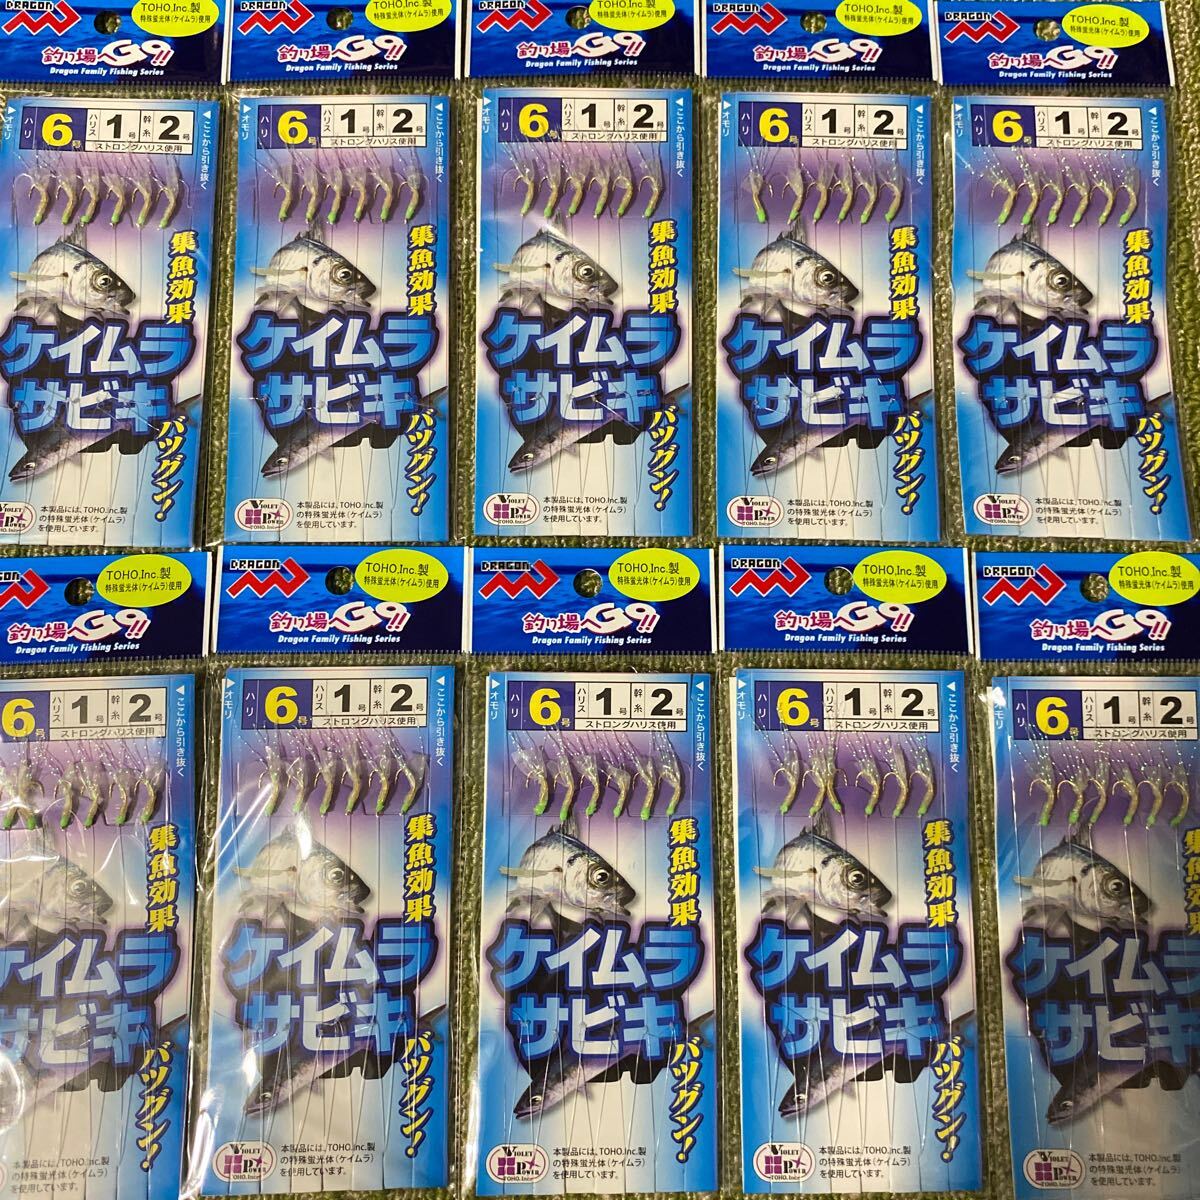 DRAGON
TOHO,Inc.製
特殊蛍光体(ケイムラ)使用
釣り場へGO!!
Dragon Family Fishing Series
オモリ
ハリ 6号
ハリス 1号
幹糸 2号
ストロングハリス使用
ここから引き抜く
集魚効果
ケイムラ
サビキ
バツグン!
VIOLET
POWER
TOHO.Inc
本製品には、TOHO.Inc.製
の特殊蛍光体(ケイムラ)
を使用しています。